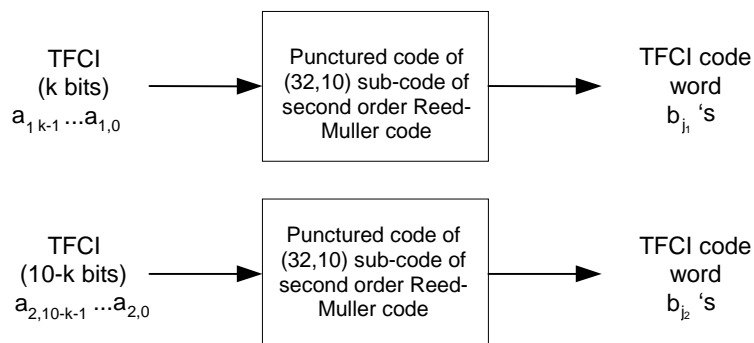 TFCI
(k bits)
a1 k-1 ...a1,0
Punctured code of
(32,10) sub-code of
second order Reed-
Muller code
TFCI code
word
bj1 's
TFCI
(10-k bits)
a2,10-k-1 ...a2,0
Punctured code of
(32,10) sub-code of
second order Reed-
Muller code
TFCI code
word
bj2 ‘s